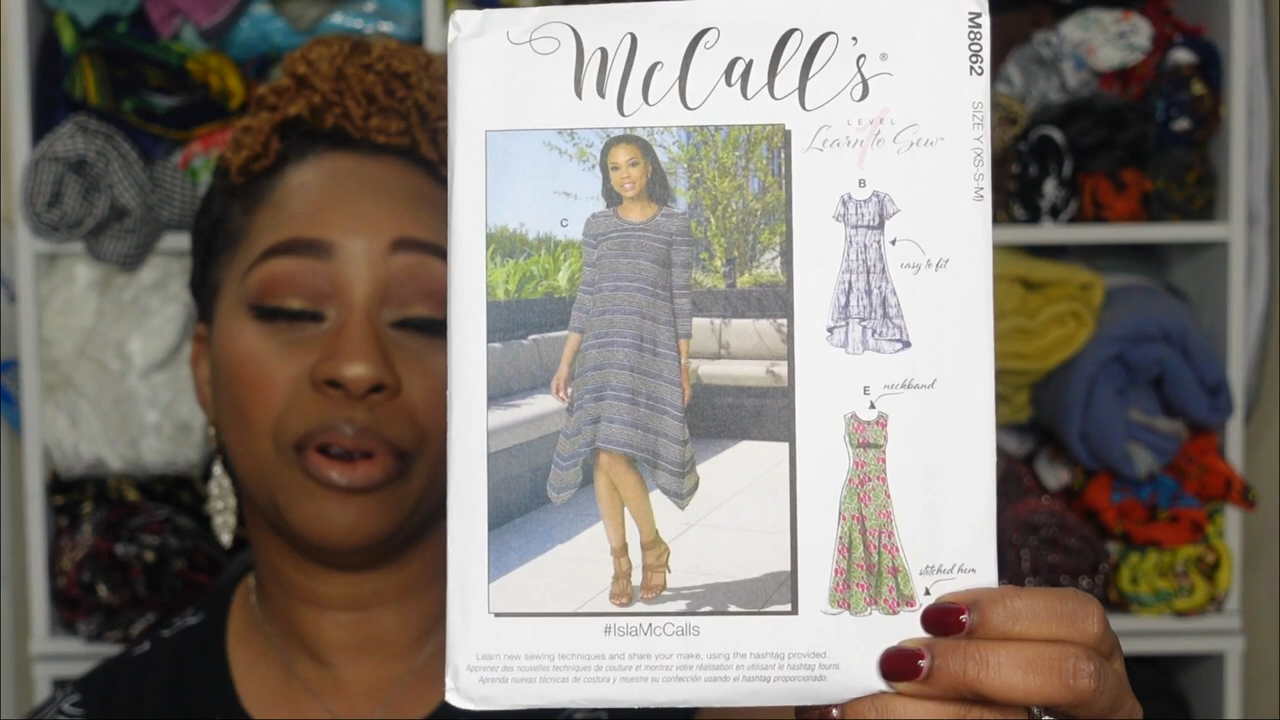 McCall's®
M8062
SIZE Y (XS-S-M)
LEVEL
1
Learn to Sew™
B
C
easy to fit
E
neckband
stitched hem
#IslaMcCalls
Learn new sewing techniques and share your make, using the hashtag provided.
Apprenez des nouvelles techniques de couture et montrez votre réalisation en utilisant le hashtag fourni.
Aprenda nuevas técnicas de costura y muestre su confección usando el hashtag proporcionado.